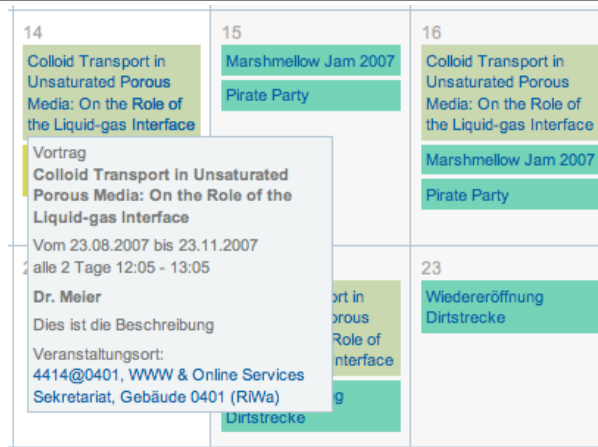 14
Colloid Transport in
Unsaturated Porous
Media: On the Role of
the Liquid-gas Interface
15
Marshmellow Jam 2007
Pirate Party
16
Colloid Transport in
Unsaturated Porous
Media: On the Role of
the Liquid-gas Interface
Marshmellow Jam 2007
Pirate Party
Vortrag
Colloid Transport in Unsaturated
Porous Media: On the Role of the
Liquid-gas Interface
Vom 23.08.2007 bis 23.11.2007
alle 2 Tage 12:05 - 13:05
Dr. Meier
Dies ist die Beschreibung
Veranstaltungsort:
4414@0401, WWW & Online Services
Sekretariat, Gebäude 0401 (RiWa)
in
Role of
Dirtstrecke
23
Wiedereröffnung
Dirtstrecke